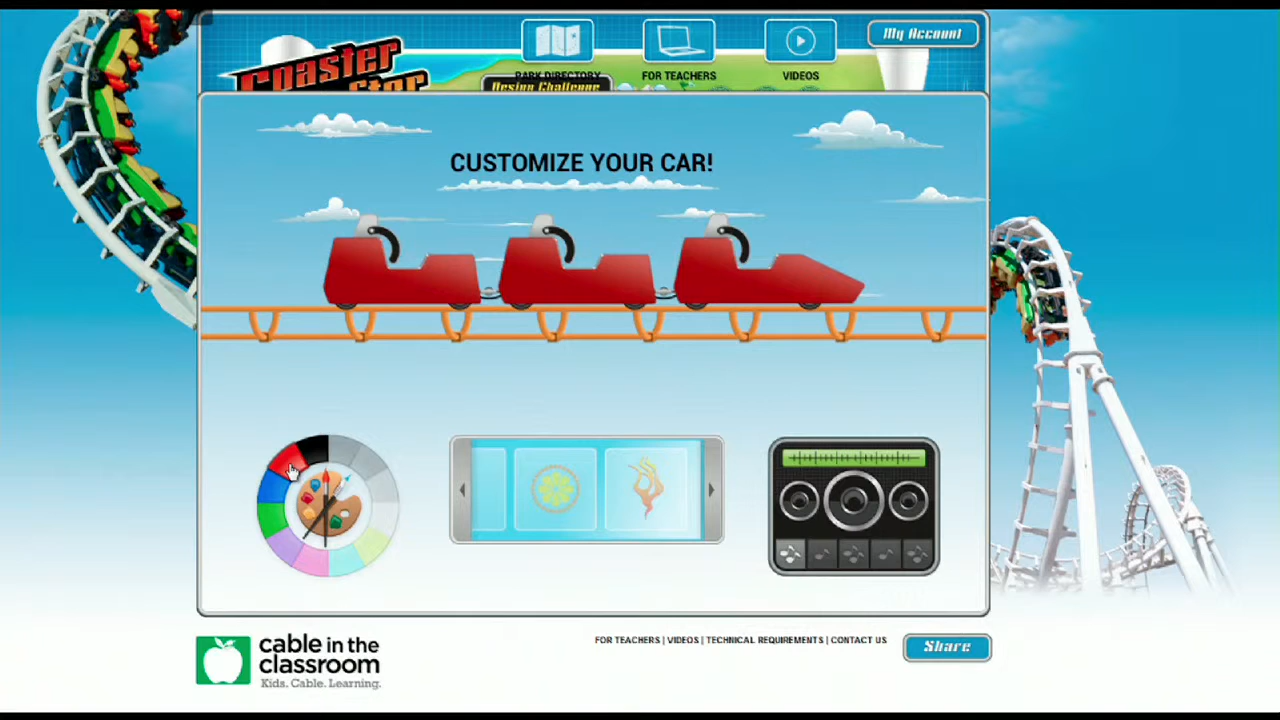 My Account
Coaster
PARK DIRECTORY
FOR TEACHERS
VIDEOS
Design Challenge
CUSTOMIZE YOUR CAR!
cable in the
classroom
Kids. Cable. Learning.
FOR TEACHERS | VIDEOS | TECHNICAL REQUIREMENTS | CONTACT US
Share